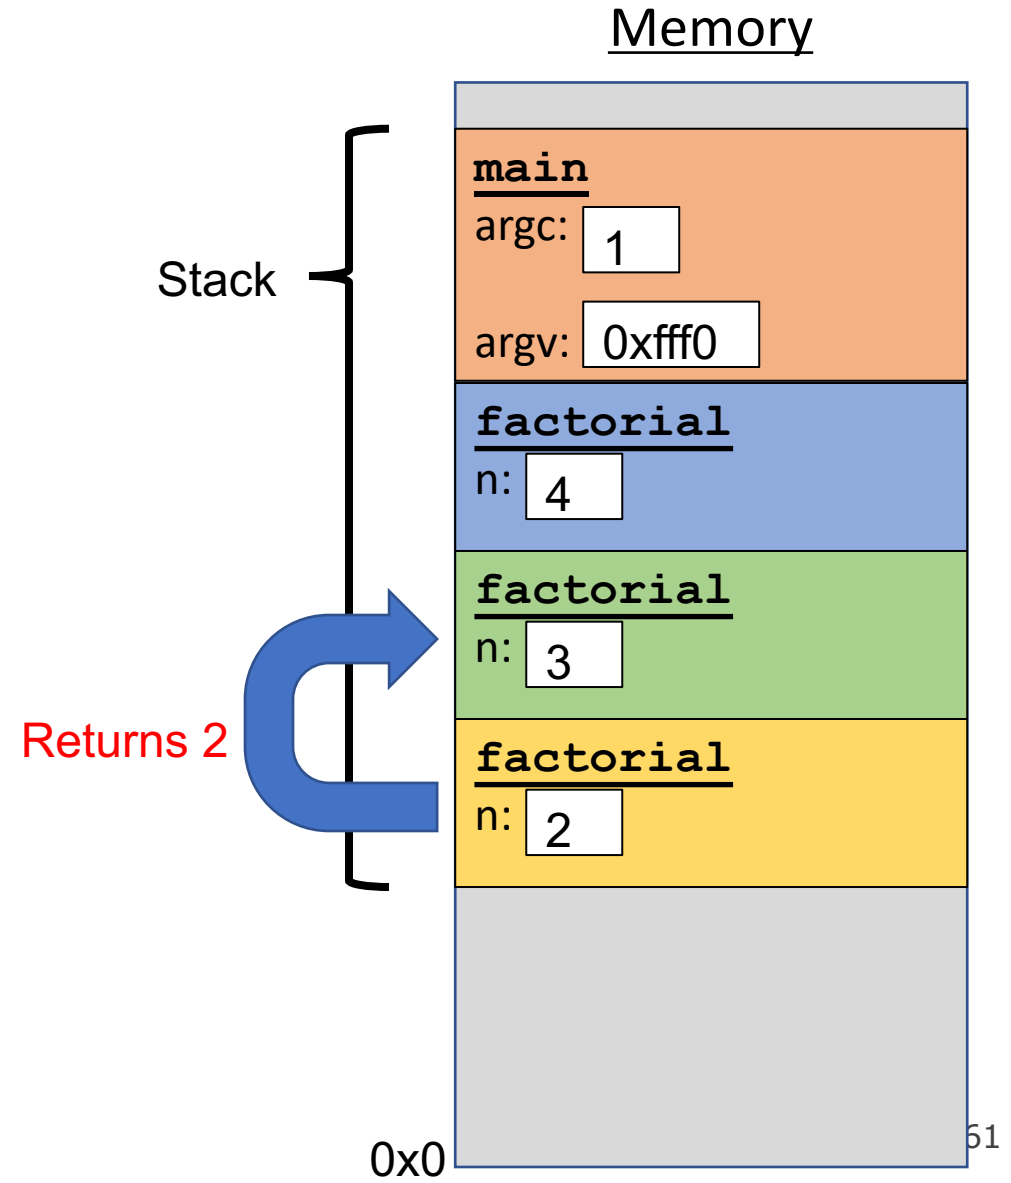 Memory
main
argc: 1
Stack
argv: 0xfff0
factorial
n: 4
factorial
n: 3
Returns 2
factorial
n: 2
0x0